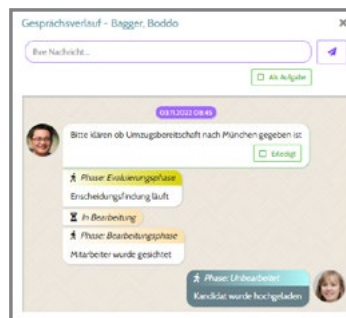 Gesprächsverlauf - Bagger, Boddo
Ihre Nachricht...
Als Aufgabe
03.11.2022 08:45
Bitte klären ob Umzugsbereitschaft nach München gegeben ist
Erledigt
Phase: Evaluierungsphase
Entscheidungsfindung läuft
In Bearbeitung
Phase: Bearbeitungsphase
Mitarbeiter wurde gesichtet
Phase: Unbearbeitet
Kandidat wurde hochgeladen